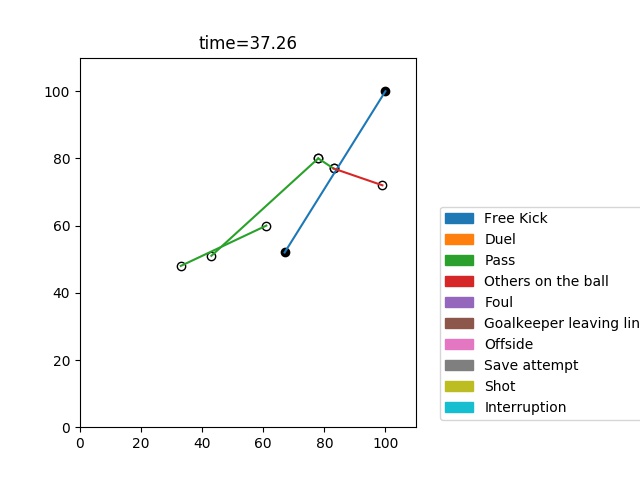 time=37.26
100
80
60
40
20
0
0 20 40 60 80 100
Free Kick
Duel
Pass
Others on the ball
Foul
Goalkeeper leaving lin
Offside
Save attempt
Shot
Interruption